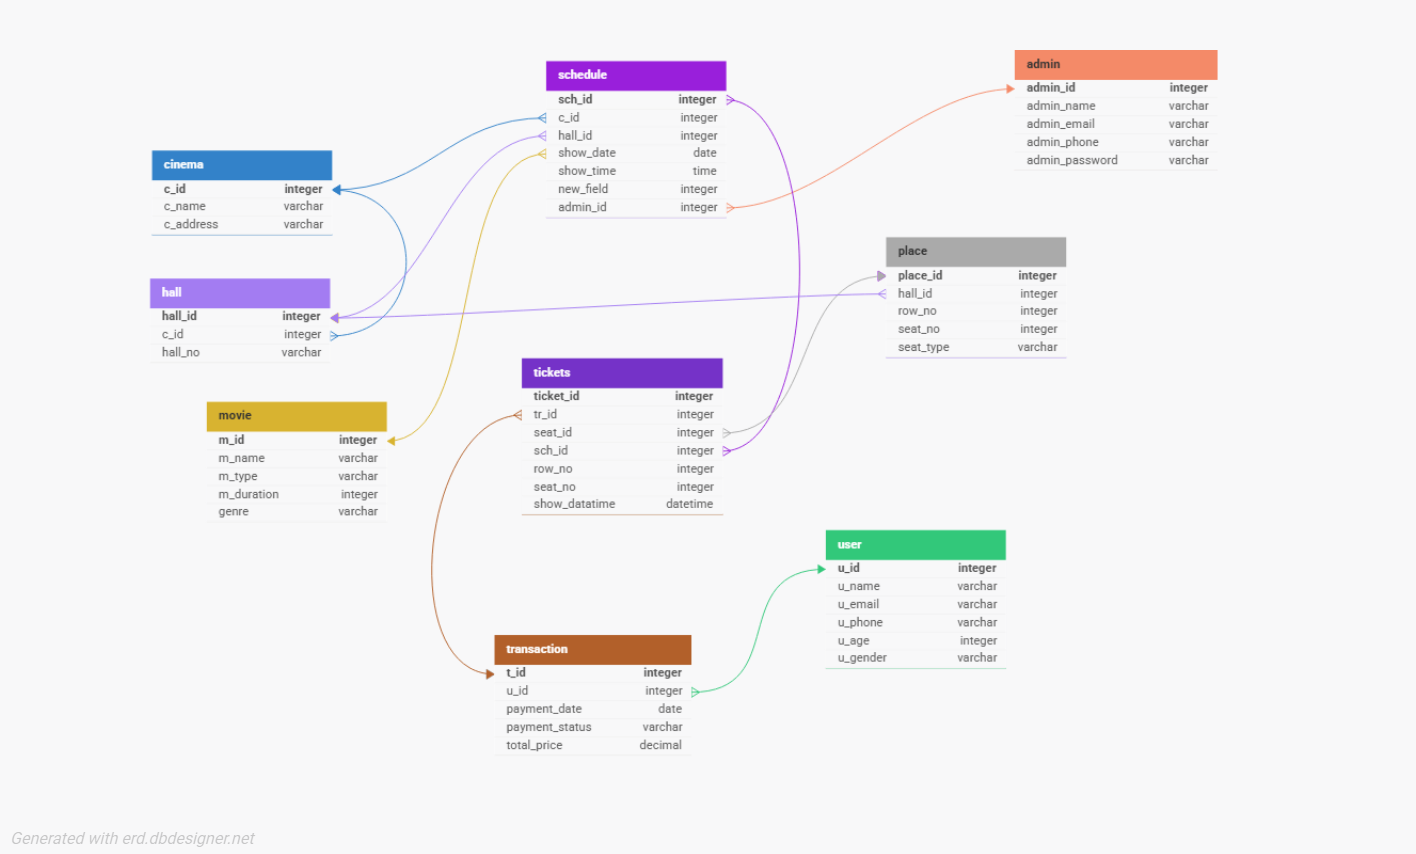 admin
admin_id integer
admin_name varchar
admin_email varchar
admin_phone varchar
admin_password varchar
schedule
sch_id integer
c_id integer
hall_id integer
show_date date
show_time time
new_field integer
admin_id integer
cinema
c_id integer
c_name varchar
c_address varchar
place
place_id integer
hall_id integer
row_no integer
seat_no integer
seat_type varchar
hall
hall_id integer
c_id integer
hall_no varchar
tickets
ticket_id integer
tr_id integer
seat_id integer
sch_id integer
row_no integer
seat_no integer
show_datatime datetime
movie
m_id integer
m_name varchar
m_type varchar
m_duration integer
genre varchar
user
u_id integer
u_name varchar
u_email varchar
u_phone varchar
u_age integer
u_gender varchar
transaction
t_id integer
u_id integer
payment_date date
payment_status varchar
total_price decimal
Generated with erd.dbdesigner.net